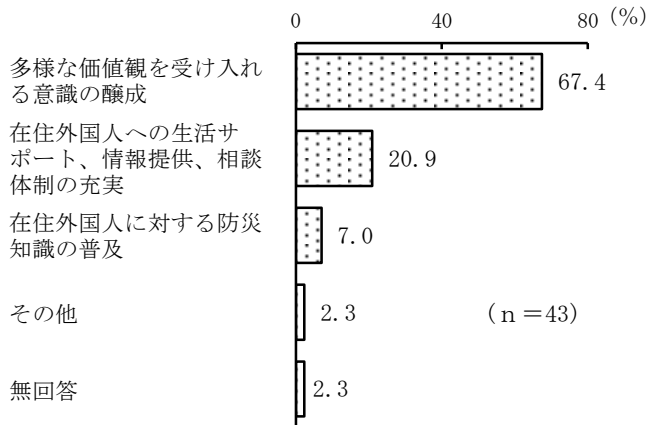 0 40 80 (%)
多様な価値観を受け入れ
る意識の醸成
67.4
在住外国人への生活サ
ポート、情報提供、相談
体制の充実
20.9
在住外国人に対する防災
知識の普及
7.0
その他
2.3
(n=43)
無回答
2.3